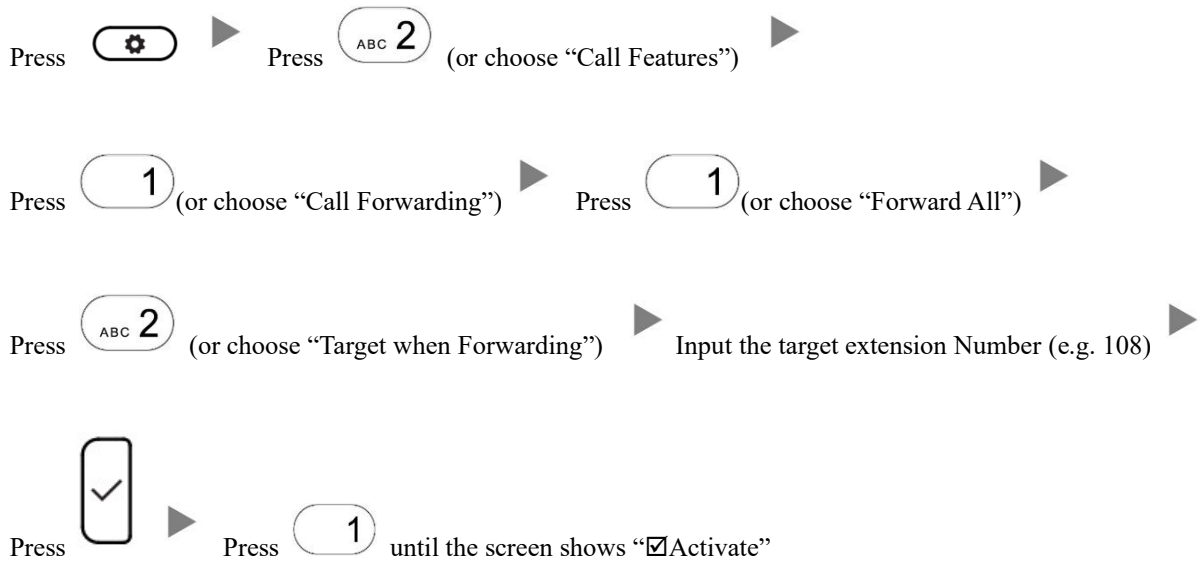 Press Press ABC 2 (or choose “Call Features”)
Press 1 (or choose “Call Forwarding”) Press 1 (or choose “Forward All”)
Press ABC 2 (or choose “Target when Forwarding”) Input the target extension Number (e.g. 108)
Press Press 1 until the screen shows “☑Activate”